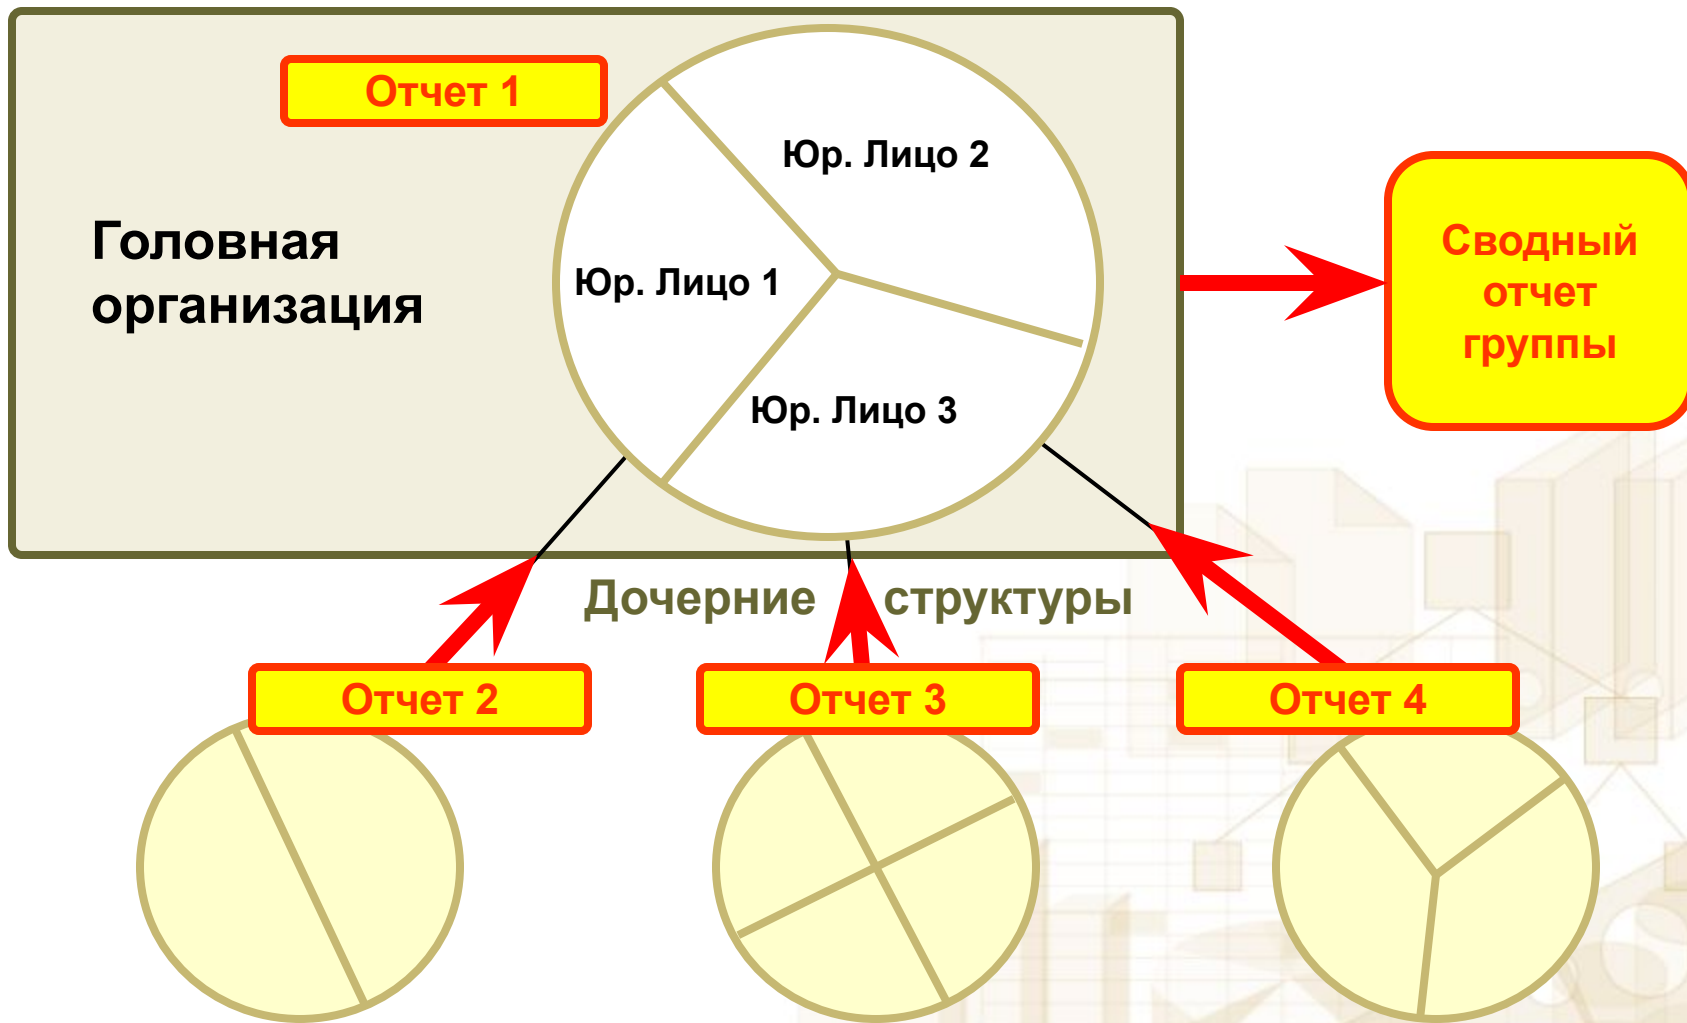 Отчет 1
Юр. Лицо 2
Головная
организация
Юр. Лицо 1
Юр. Лицо 3
Сводный
отчет
группы
Дочерние структуры
Отчет 2
Отчет 3
Отчет 4